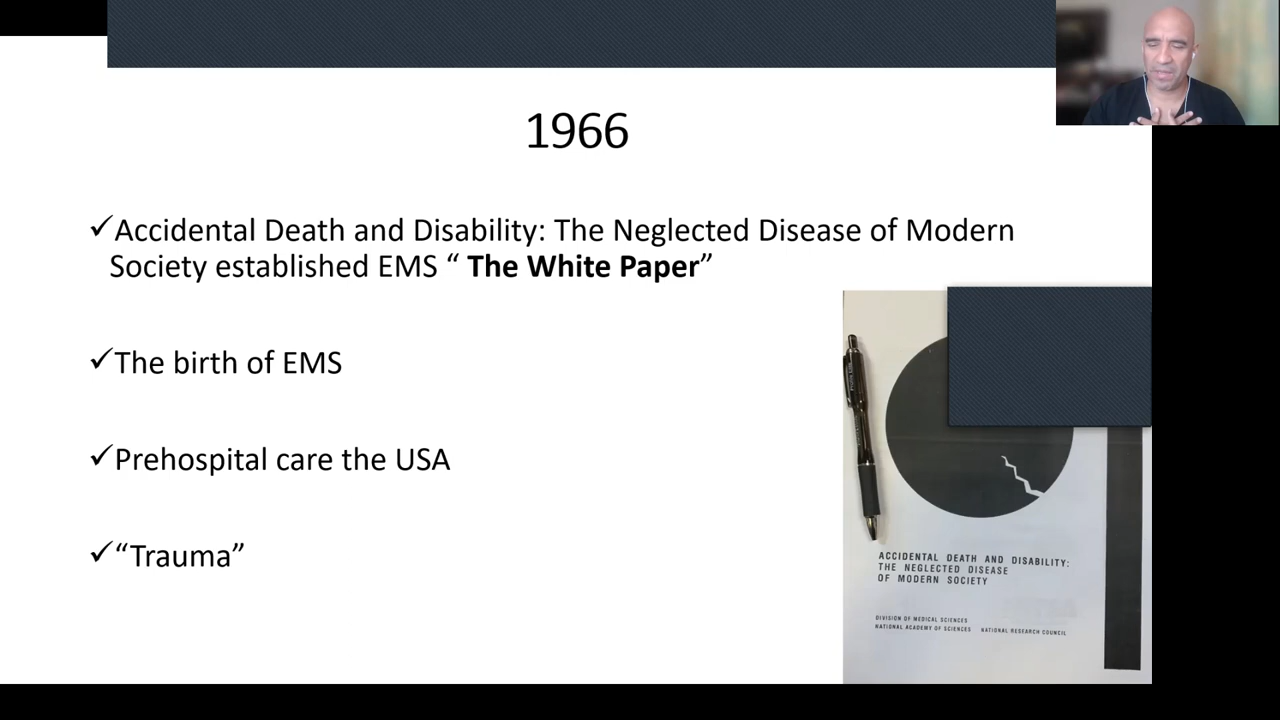 1966
✓Accidental Death and Disability: The Neglected Disease of Modern
Society established EMS “ The White Paper”
✓The birth of EMS
✓Prehospital care the USA
✓“Trauma”
ACCIDENTAL DEATH AND DISABILITY:
THE NEGLECTED DISEASE
OF MODERN SOCIETY
DIVISION OF MEDICAL SCIENCES
NATIONAL ACADEMY OF SCIENCES NATIONAL RESEARCH COUNCIL